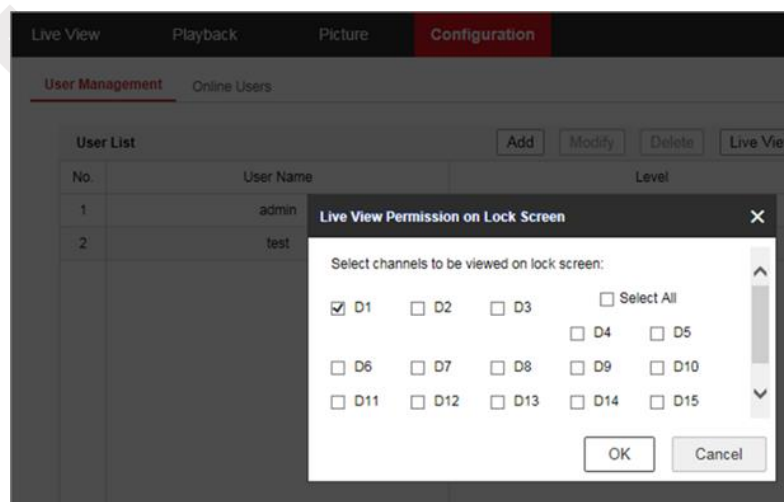 Live View Playback Picture Configuration
User Management Online Users
User List Add Modify Delete Live Vie
No. User Name Level
1 admin
2 test
Live View Permission on Lock Screen
Select channels to be viewed on lock screen:
Select All
D1 D2 D3
D4 D5
D6 D7 D8 D9 D10
D11 D12 D13 D14 D15
OK Cancel